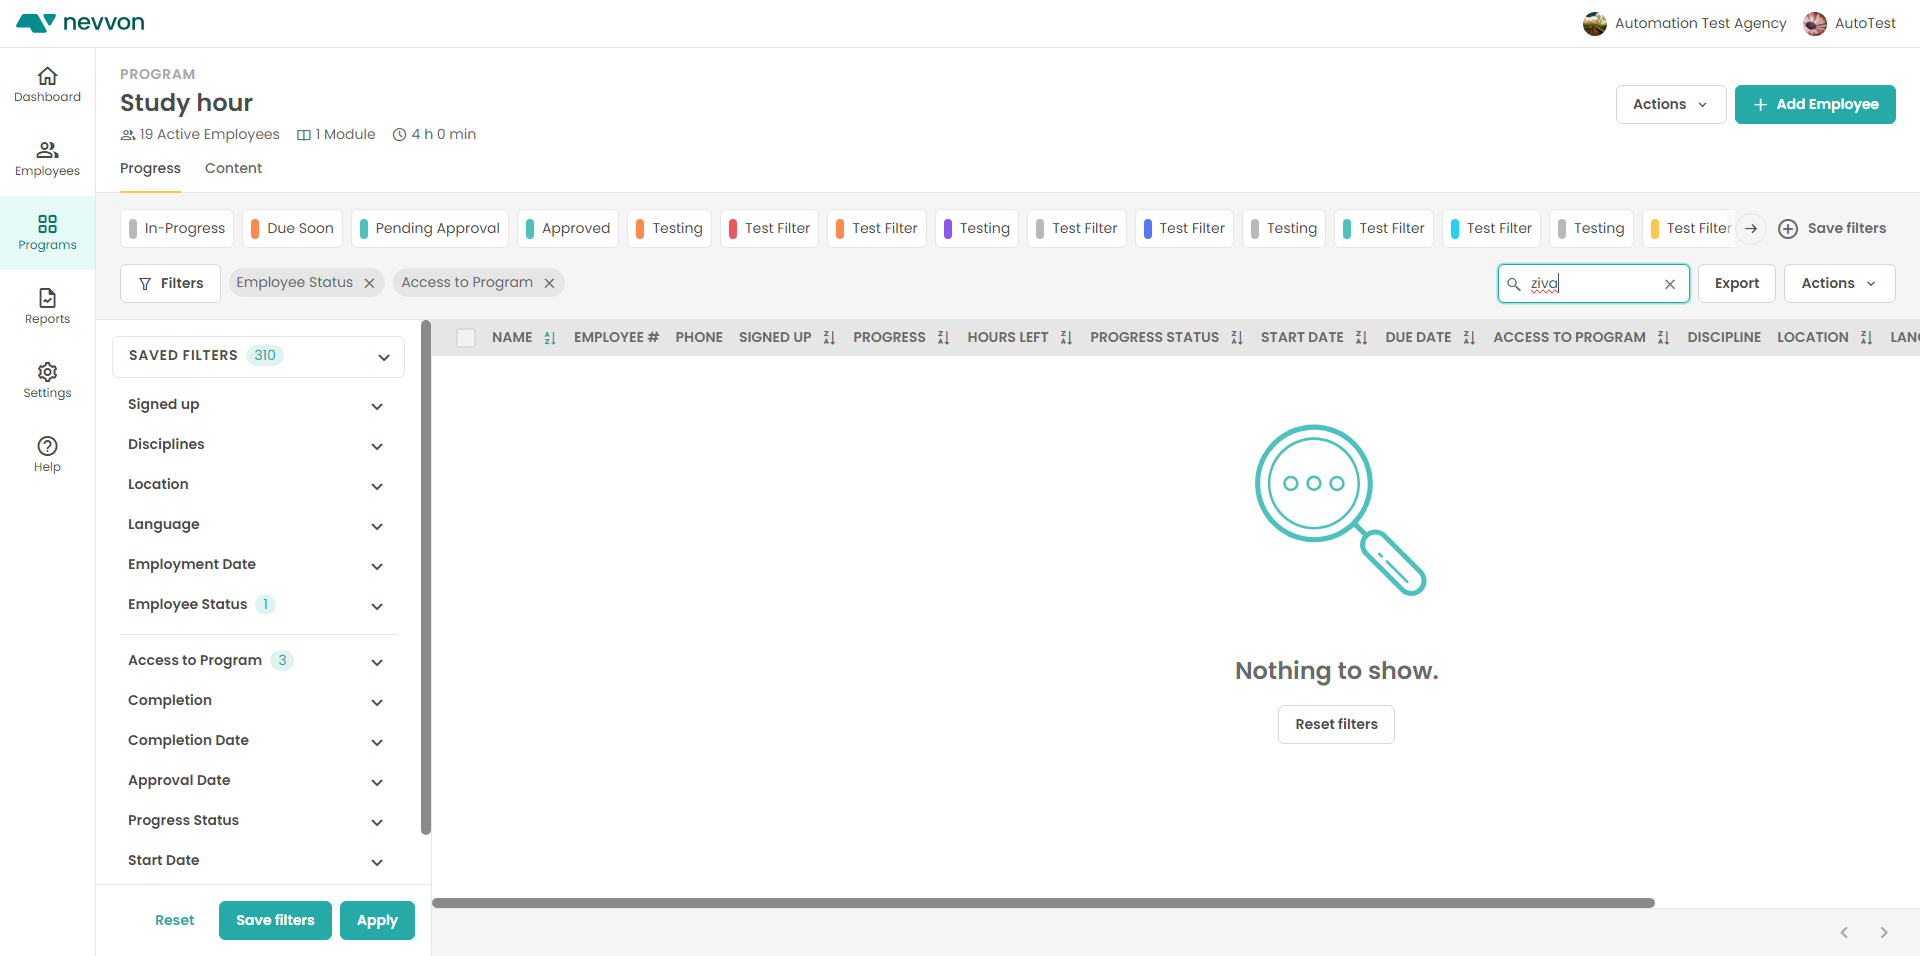 nevvon
Automation Test Agency
AutoTest
Dashboard
Employees
Programs
Reports
Settings
Help
PROGRAM
Study hour
19 Active Employees
1 Module
4 h 0 min
Actions
Add Employee
Progress
Content
In-Progress
Due Soon
Pending Approval
Approved
Testing
Test Filter
Test Filter
Testing
Test Filter
Test Filter
Testing
Test Filter
Test Filter
Testing
Test Filter
Save filters
Filters
Employee Status
Access to Program
ziva
Export
Actions
SAVED FILTERS 310
Signed up
Disciplines
Location
Language
Employment Date
Employee Status 1
Access to Program 3
Completion
Completion Date
Approval Date
Progress Status
Start Date
Reset
Save filters
Apply
NAME
EMPLOYEE #
PHONE
SIGNED UP
PROGRESS
HOURS LEFT
PROGRESS STATUS
START DATE
DUE DATE
ACCESS TO PROGRAM
DISCIPLINE
LOCATION
Nothing to show.
Reset filters